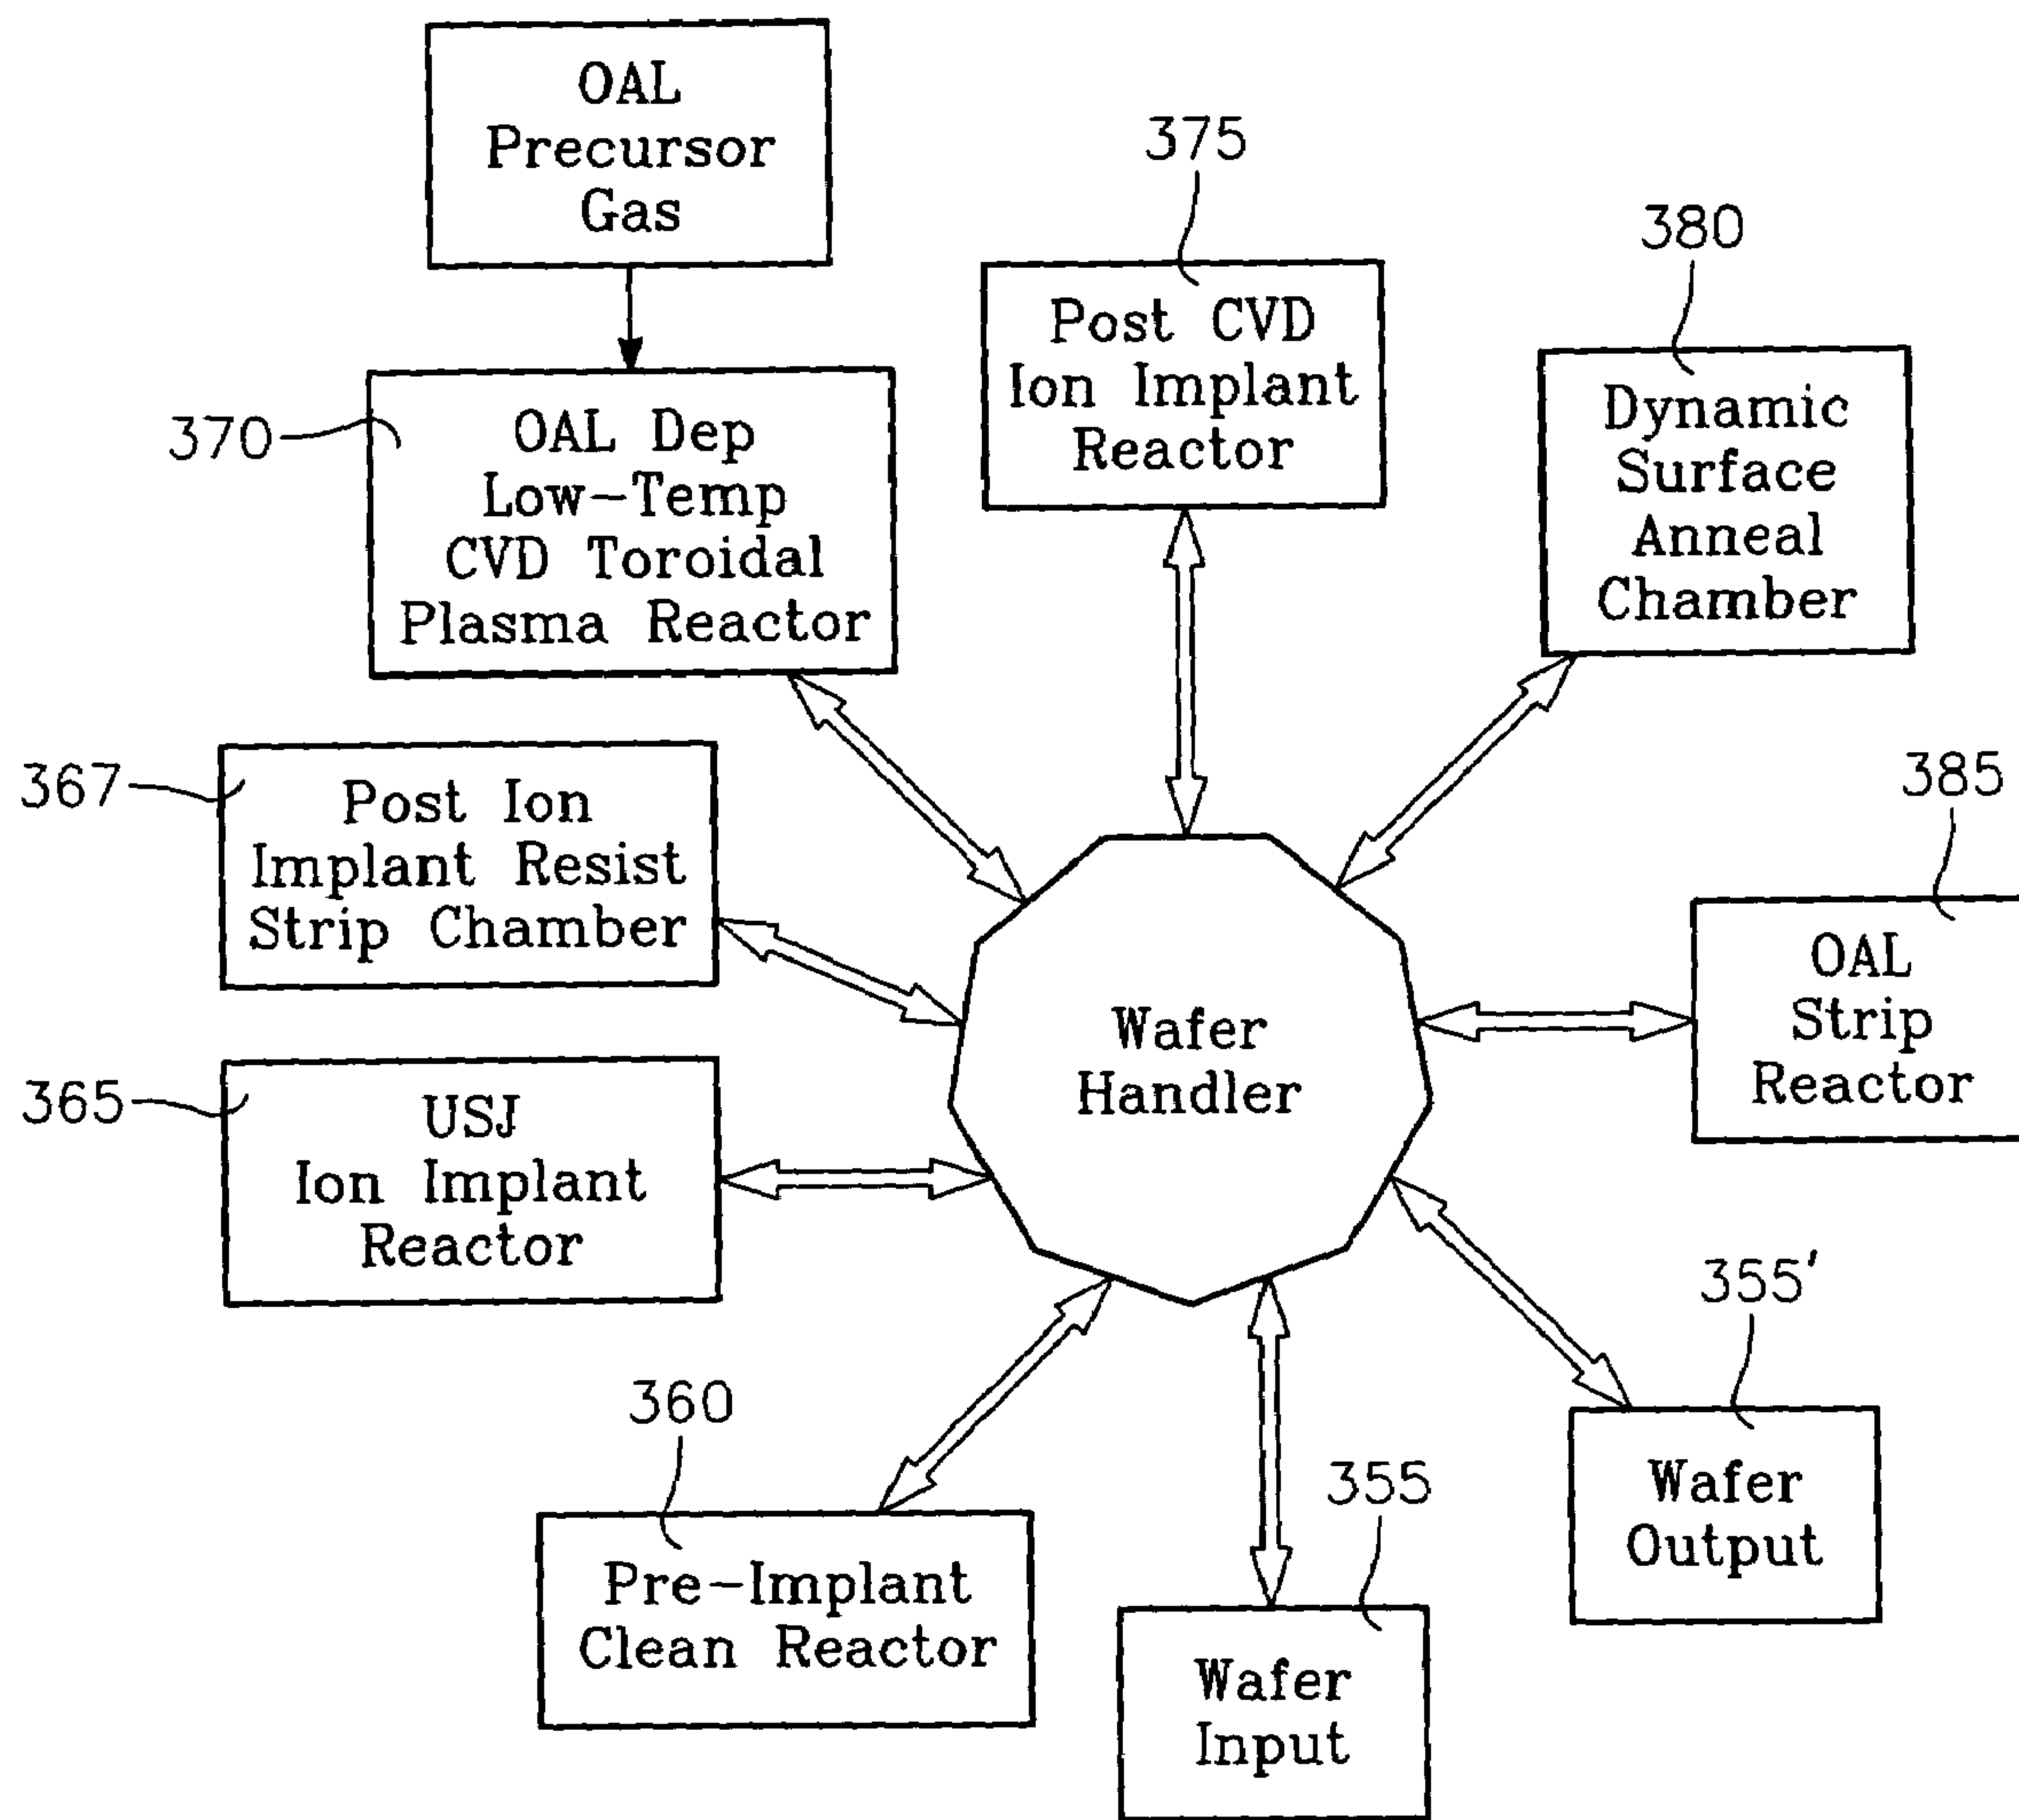 OAL
Precursor
Gas
375
380
370
OAL Dep
Low-Temp
CVD Toroidal
Plasma Reactor
Post CVD
Ion Implant
Reactor
Dynamic
Surface
Anneal
Chamber
367
Post Ion
Implant Resist
Strip Chamber
385
OAL
Strip
Reactor
Wafer
Handler
365
USJ
Ion Implant
Reactor
355'
Wafer
Output
360
Pre-Implant
Clean Reactor
355
Wafer
Input